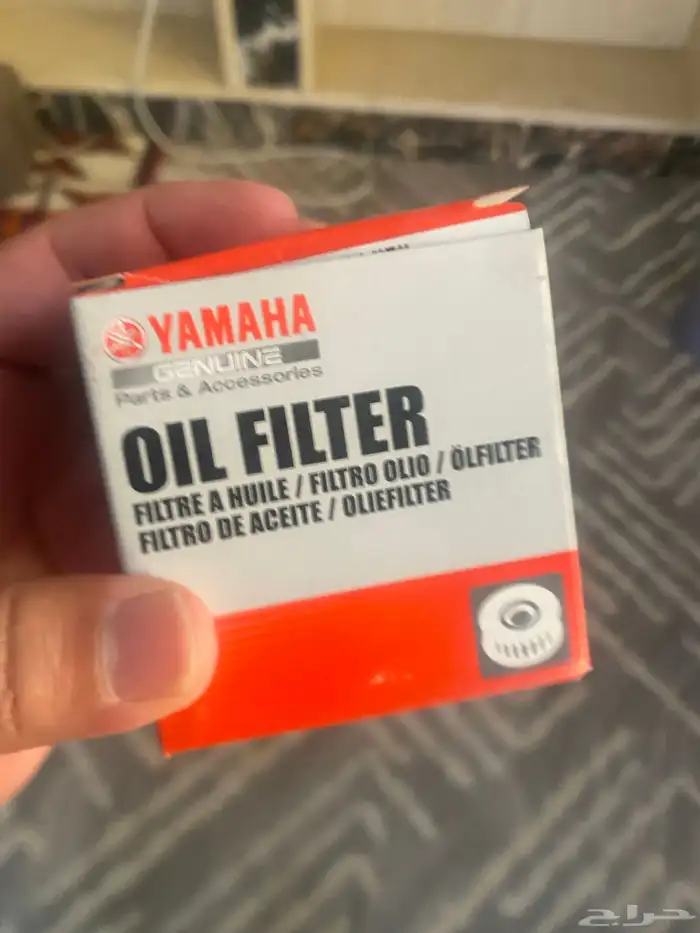 YAMAHA
GENUINE
Parts & Accessories
OIL FILTER
FILTRE A HUILE / FILTRO OLIO / ÖLFILTER
FILTRO DE ACEITE / OLIEFILTER
حراج